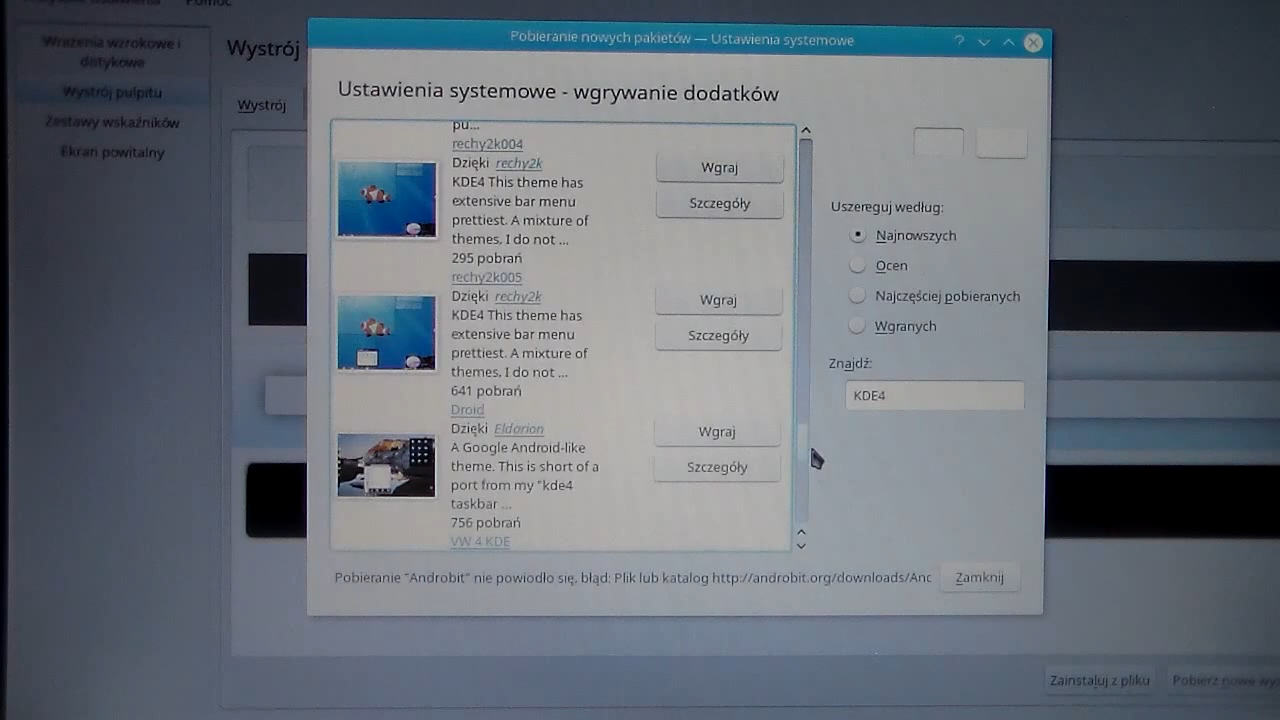 Pomoc
Pobieranie nowych pakietów — Ustawienia systemowe
Wrażenia wzrokowe i
dotykowe
Wystrój pulpitu
Zestawy wskaźników
Ekran powitalny
Wystrój
Wystrój
Ustawienia systemowe - wgrywanie dodatków
pu...
rechy2k004
Dzięki rechy2k
KDE4 This theme has
extensive bar menu
prettiest. A mixture of
themes. I do not ...
295 pobrań
Wgraj
Szczegóły
rechy2k005
Dzięki rechy2k
KDE4 This theme has
extensive bar menu
prettiest. A mixture of
themes. I do not ...
641 pobrań
Wgraj
Szczegóły
Droid
Dzięki Eldorion
A Google Android-like
theme. This is short of a
port from my "kde4
taskbar ...
756 pobrań
Wgraj
Szczegóły
VW 4 KDE
Uszereguj według:
Najnowszych
Ocen
Najczęściej pobieranych
Wgranych
Znajdź:
KDE4
Pobieranie "Androbit" nie powiodło się, błąd: Plik lub katalog http://androbit.org/downloads/Anc
Zamknij
Zainstaluj z pliku
Pobierz nowe wy